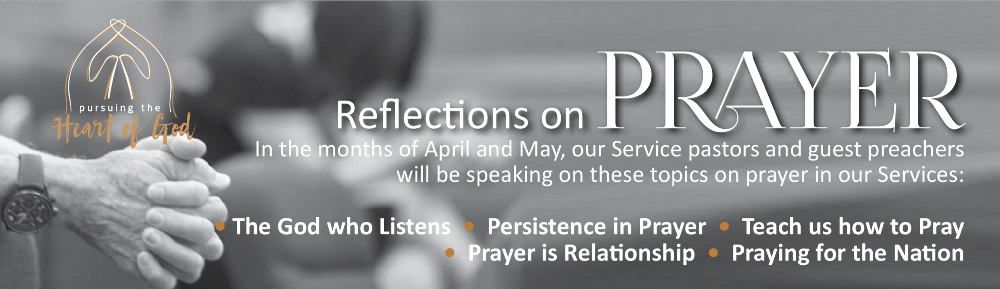 pursuing the
Heart of God
Reflections on PRAYER
In the months of April and May, our Service pastors and guest preachers
will be speaking on these topics on prayer in our Services:
• The God who Listens • Persistence in Prayer • Teach us how to Pray
• Prayer is Relationship • Praying for the Nation